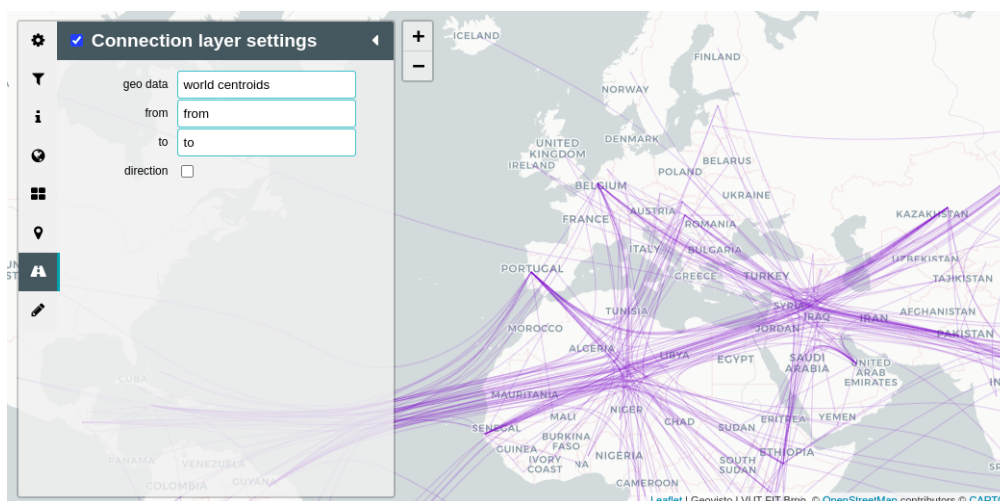 Connection layer settings
geo data
world centroids
from
from
to
to
direction
+
−
ICELAND
FINLAND
NORWAY
UNITED
KINGDOM
DENMARK
IRELAND
BELARUS
POLAND
BELGIUM
UKRAINE
FRANCE
AUSTRIA
ROMANIA
KAZAKHSTAN
ITALY
BULGARIA
UZBEKISTAN
PORTUGAL
GREECE
TURKEY
TAJIKISTAN
SYRIA
TUNISIA
IRAQ
IRAN
AFGHANISTAN
MOROCCO
JORDAN
PAKISTAN
ALGERIA
LIBYA
EGYPT
SAUDI
ARABIA
UNITED
ARAB
EMIRATES
CUBA
MAURITANIA
NIGER
MALI
CHAD
SUDAN
ERITREA
YEMEN
SENEGAL
GUINEA
BURKINA
FASO
IVORY
COAST
NIGERIA
ETHIOPIA
SOUTH
SUDAN
PANAMA
VENEZUELA
GUYANA
COLOMBIA
CAMEROON
Leaflet | Geovisto | VUT FIT Brno, © OpenStreetMap contributors © CARTO